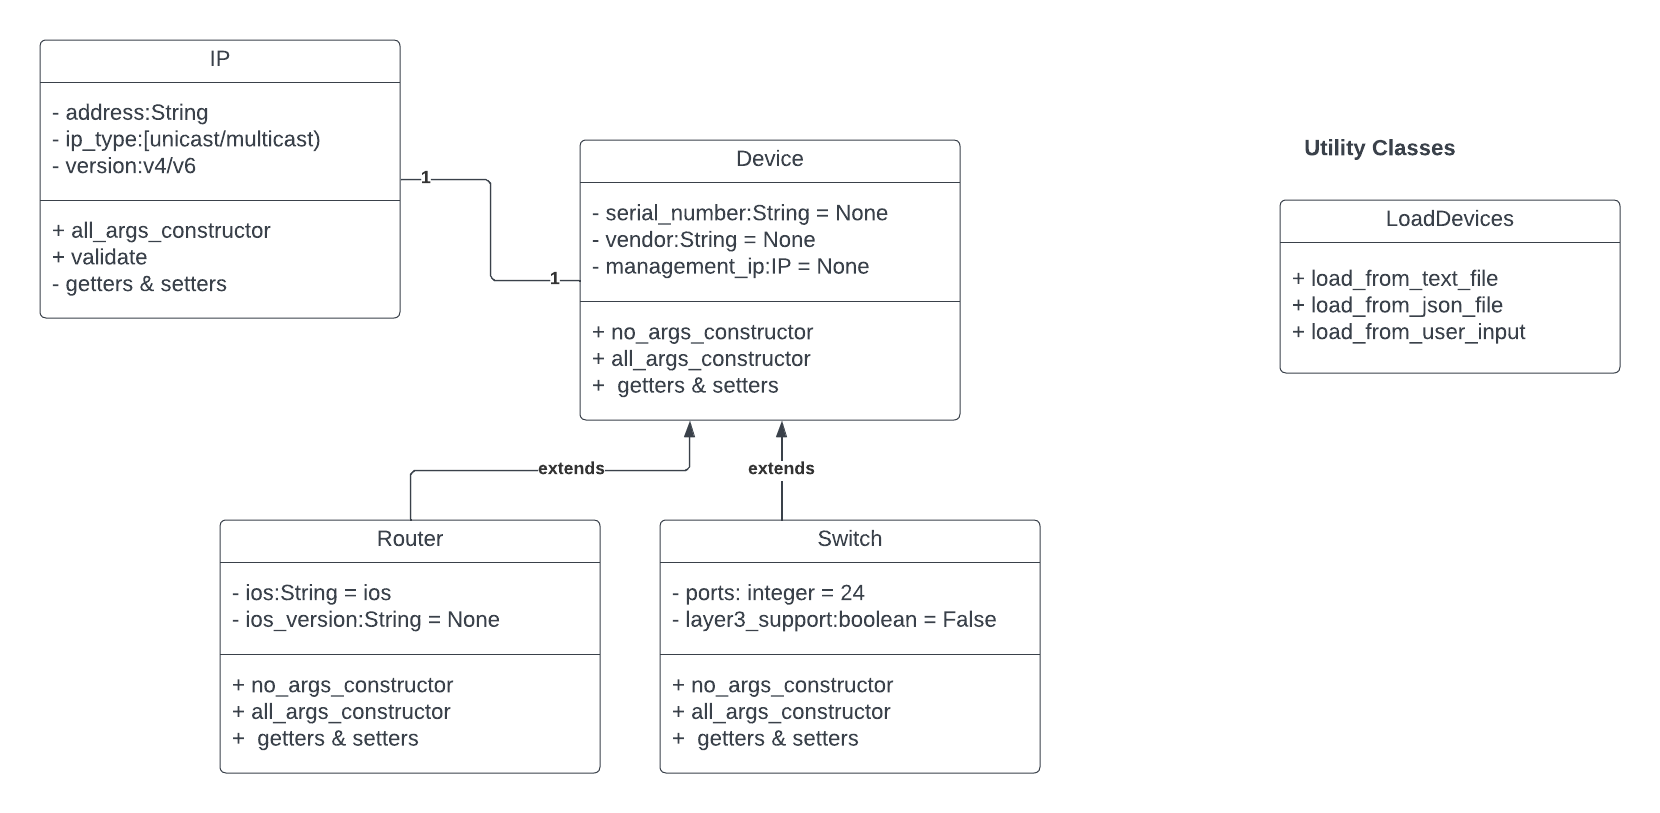 IP
- address:String
- ip_type:[unicast/multicast)
- version:v4/v6
+ all_args_constructor
+ validate
- getters & setters
1
1
Device
- serial_number:String = None
- vendor:String = None
- management_ip:IP = None
+ no_args_constructor
+ all_args_constructor
+  getters & setters
Utility Classes
LoadDevices
+ load_from_text_file
+ load_from_json_file
+ load_from_user_input
extends
extends
Router
- ios:String = ios
- ios_version:String = None
+ no_args_constructor
+ all_args_constructor
+  getters & setters
Switch
- ports: integer = 24
- layer3_support:boolean = False
+ no_args_constructor
+ all_args_constructor
+  getters & setters